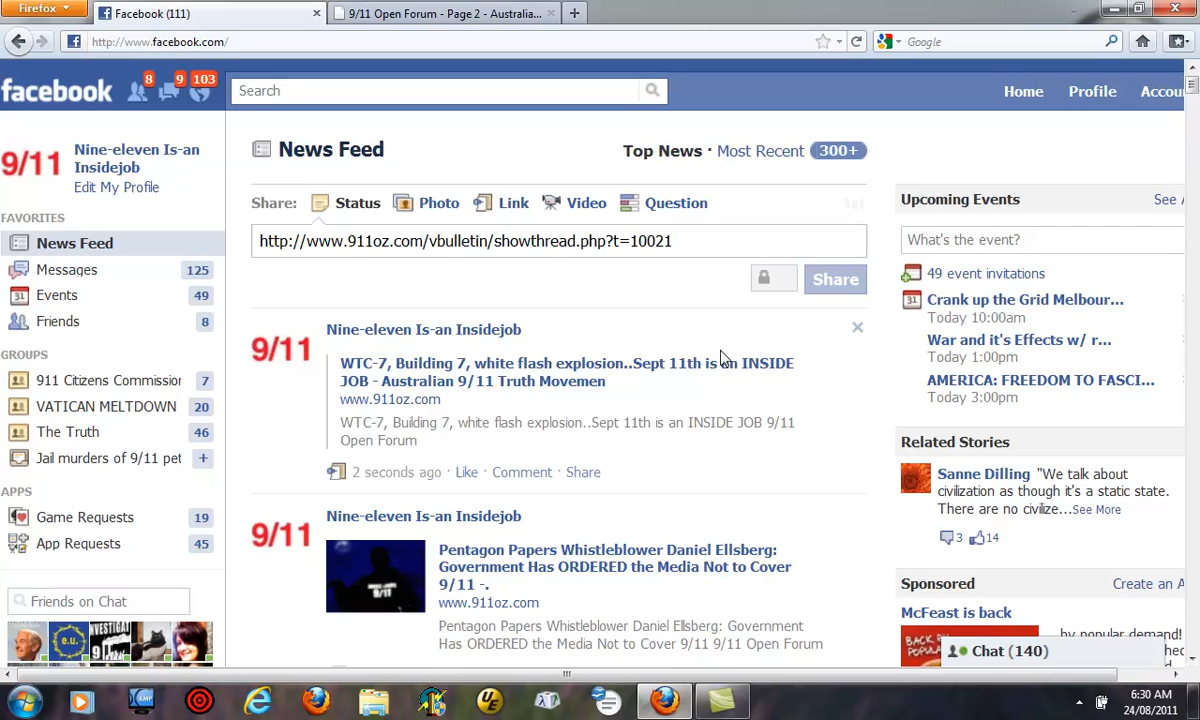 Firefox
Facebook (111)
9/11 Open Forum - Page 2 - Australia...
http://www.facebook.com/
Google
facebook
8
9
103
Search
Home
Profile
Accou
9/11
Nine-eleven Is-an
Insidejob
Edit My Profile
FAVORITES
News Feed
Messages 125
Events 49
Friends 8
GROUPS
911 Citizens Commission 7
VATICAN MELTDOWN 20
The Truth 46
Jail murders of 9/11 pet +
APPS
Game Requests 19
App Requests 45
Friends on Chat
e.u.
News Feed
Top News · Most Recent 300+
Share: Status Photo Link Video Question
http://www.911oz.com/vbulletin/showthread.php?t=10021
Share
9/11
Nine-eleven Is-an Insidejob
WTC-7, Building 7, white flash explosion..Sept 11th is an INSIDE
JOB - Australian 9/11 Truth Movemen
www.911oz.com
WTC-7, Building 7, white flash explosion..Sept 11th is an INSIDE JOB 9/11
Open Forum
2 seconds ago · Like · Comment · Share
9/11
Nine-eleven Is-an Insidejob
Pentagon Papers Whistleblower Daniel Ellsberg:
Government Has ORDERED the Media Not to Cover
9/11 -.
www.911oz.com
Pentagon Papers Whistleblower Daniel Ellsberg: Government
Has ORDERED the Media Not to Cover 9/11 9/11 Open Forum
Upcoming Events
See A
What's the event?
49 event invitations
31
Crank up the Grid Melbour...
Today 10:00am
War and it's Effects w/ r...
Today 1:00pm
AMERICA: FREEDOM TO FASCI...
Today 3:00pm
Related Stories
Sanne Dilling "We talk about
civilization as though it's a static state.
There are no civilize...See More
3 14
Sponsored
Create an A
McFeast is back
by popular demand!
Chat (140)
6:30 AM
24/08/2011